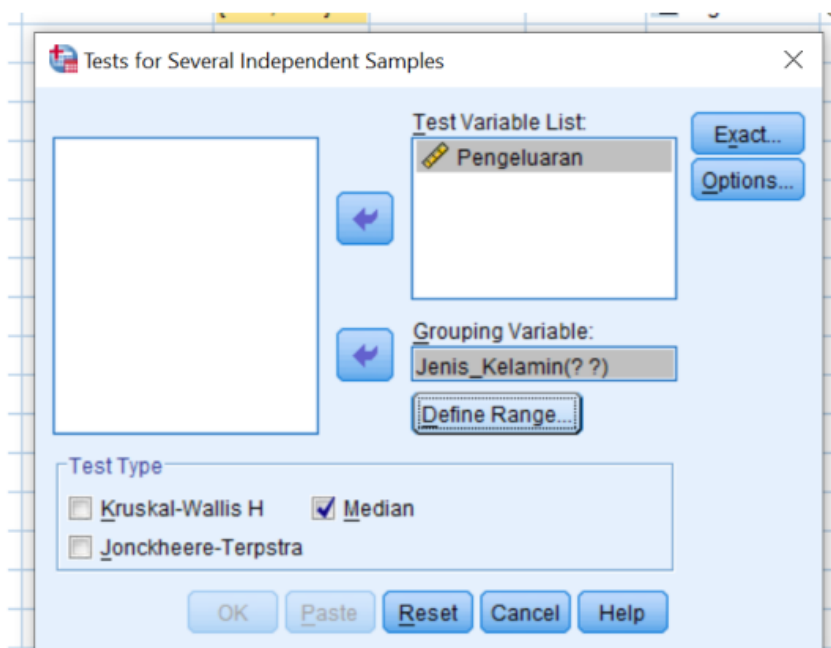 Tests for Several Independent Samples
Test Variable List:
Pengeluaran
Exact...
Options...
Grouping Variable:
Jenis_Kelamin(? ?)
Define Range...
Test Type
Kruskal-Wallis H
Median
Jonckheere-Terpstra
OK
Paste
Reset
Cancel
Help